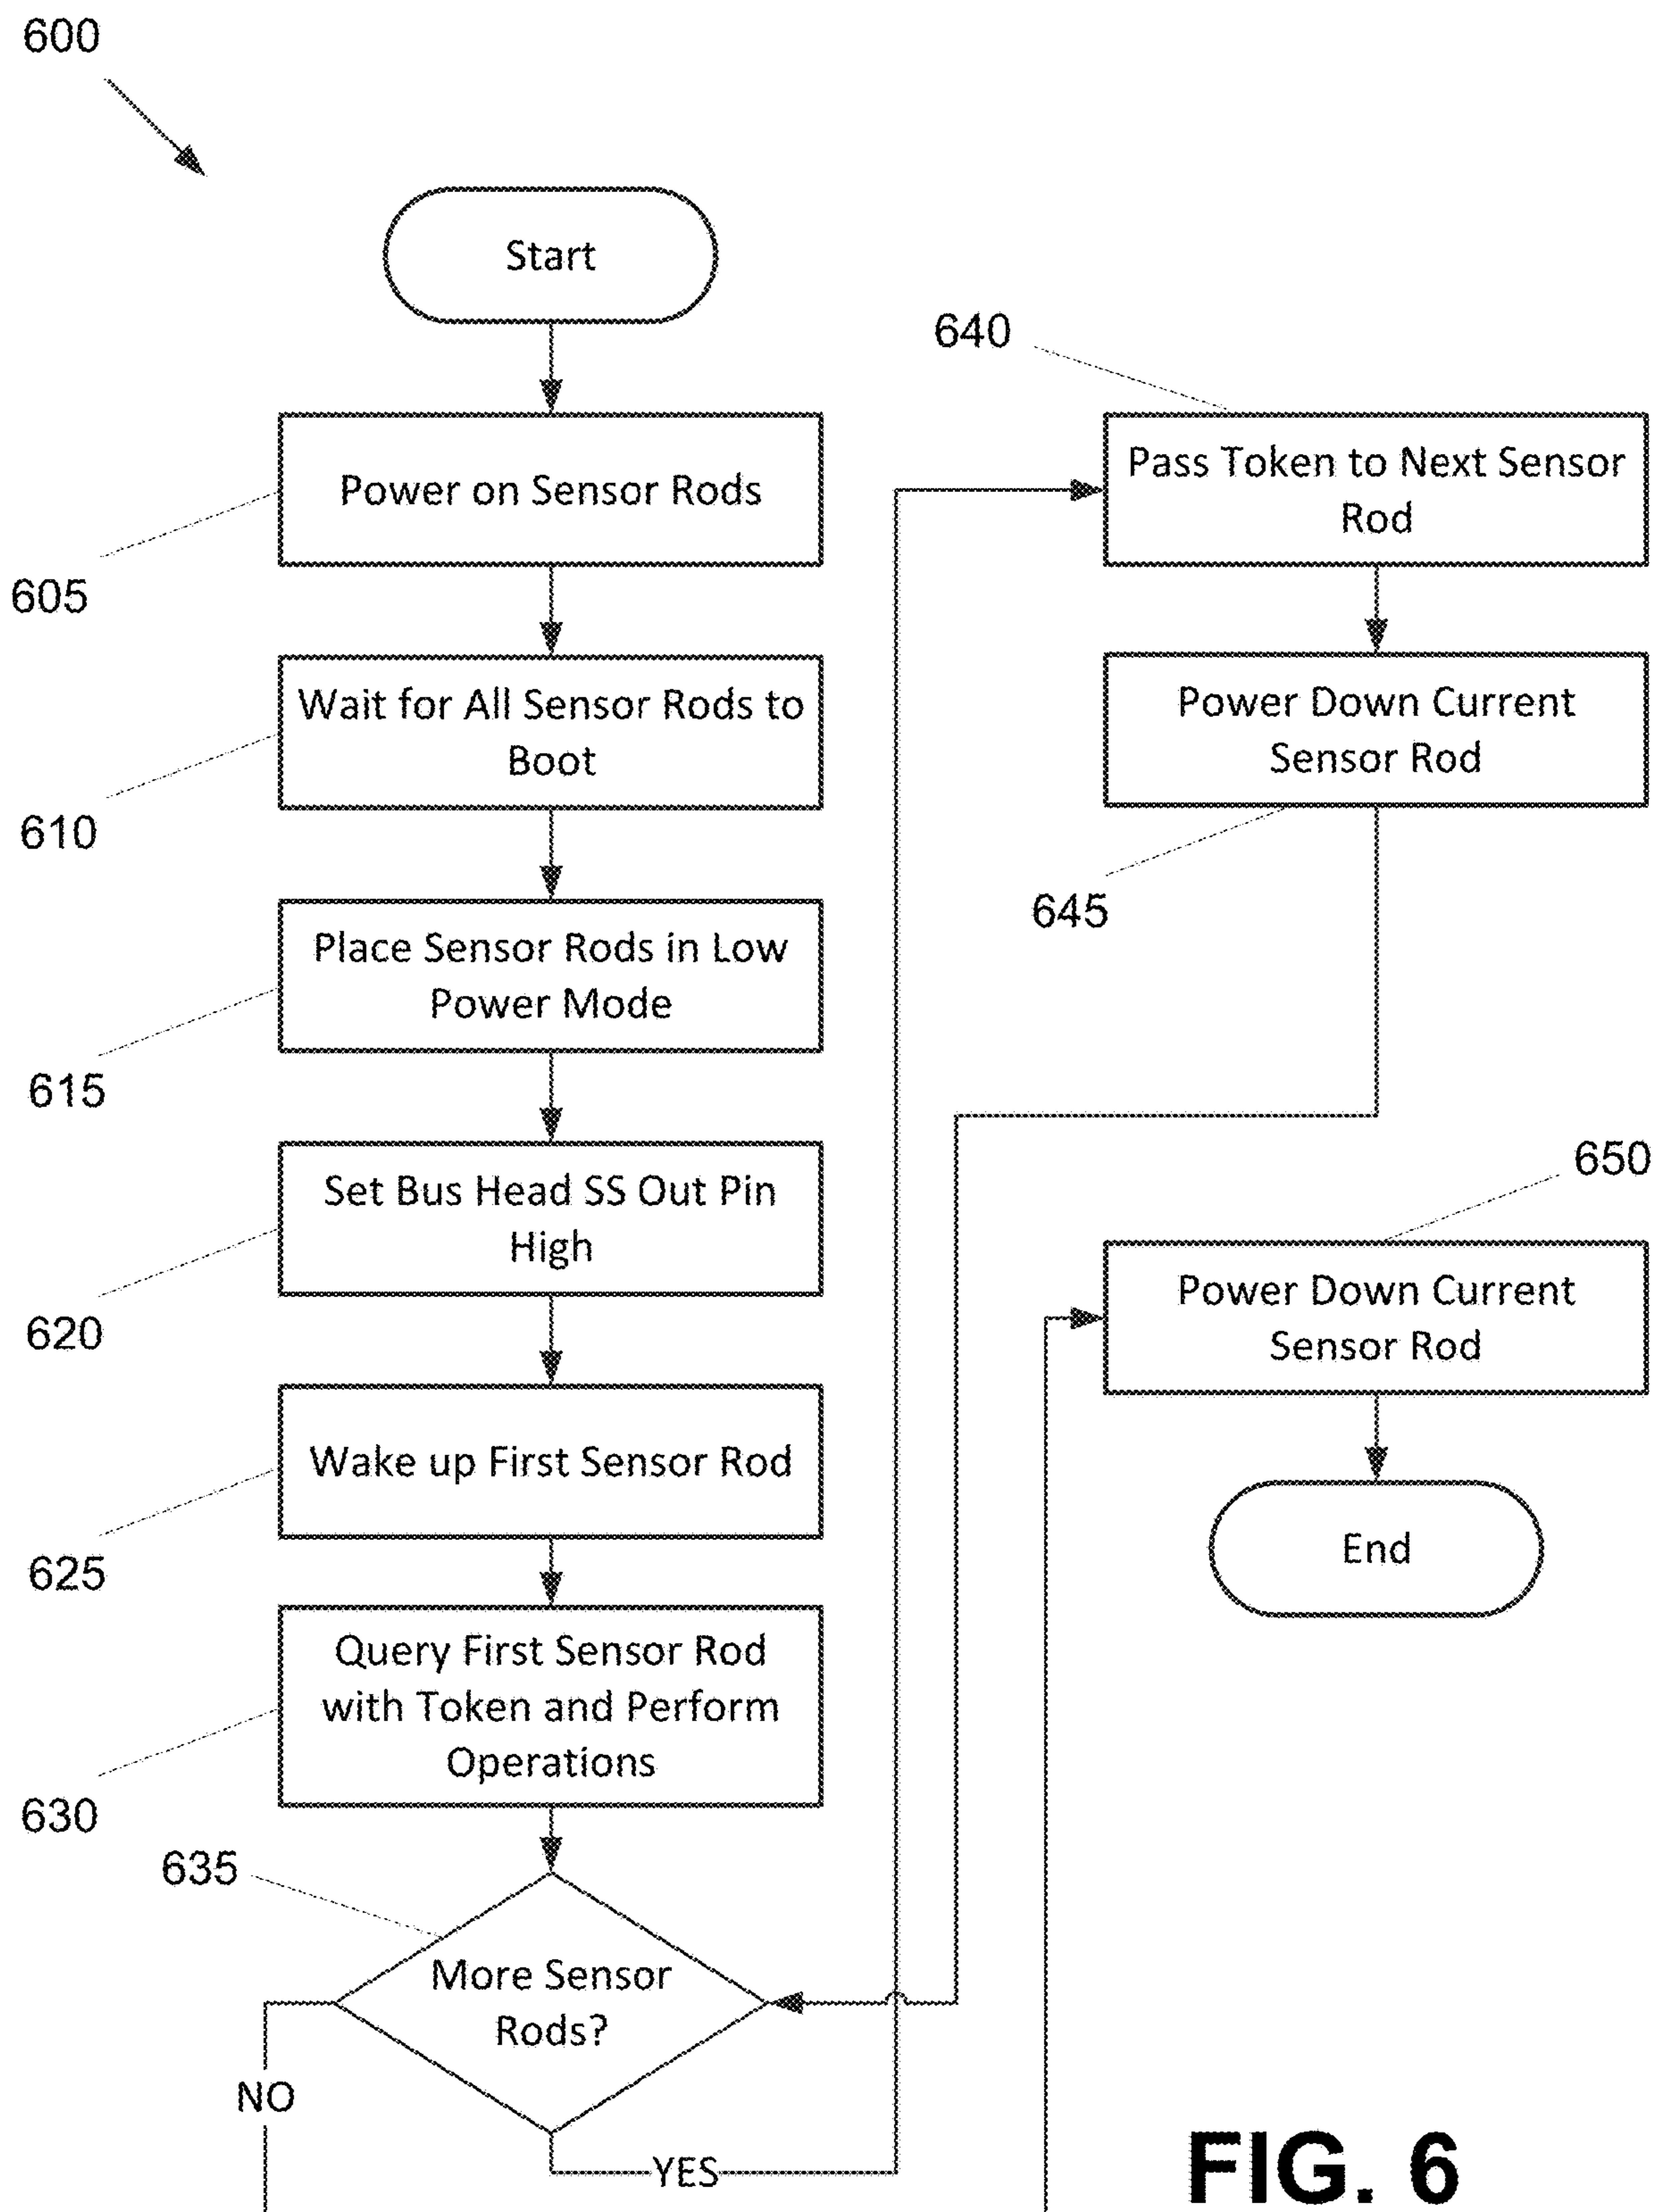 600
Start
Power on Sensor Rods
605
Wait for All Sensor Rods to
Boot
610
Place Sensor Rods in Low
Power Mode
615
Set Bus Head SS Out Pin
High
620
Wake up First Sensor Rod
625
Query First Sensor Rod
with Token and Perform
Operations
630
635
More Sensor
Rods?
NO
YES
640
Pass Token to Next Sensor
Rod
Power Down Current
Sensor Rod
645
650
Power Down Current
Sensor Rod
End
FIG. 6